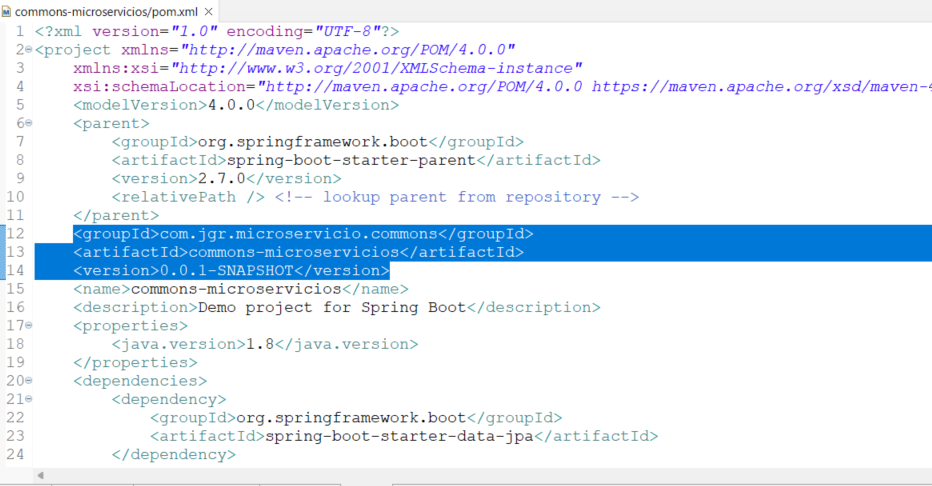 commons-microservicios/pom.xml
1 <?xml version="1.0" encoding="UTF-8"?>
2 <project xmlns="http://maven.apache.org/POM/4.0.0"
3 xmlns:xsi="http://www.w3.org/2001/XMLSchema-instance"
4 xsi:schemaLocation="http://maven.apache.org/POM/4.0.0 https://maven.apache.org/xsd/maven-4
5 <modelVersion>4.0.0</modelVersion>
6 <parent>
7 <groupId>org.springframework.boot</groupId>
8 <artifactId>spring-boot-starter-parent</artifactId>
9 <version>2.7.0</version>
10 <relativePath /> <!-- lookup parent from repository -->
11 </parent>
12 <groupId>com.jgr.microservicio.commons</groupId>
13 <artifactId>commons-microservicios</artifactId>
14 <version>0.0.1-SNAPSHOT</version>
15 <name>commons-microservicios</name>
16 <description>Demo project for Spring Boot</description>
17 <properties>
18 <java.version>1.8</java.version>
19 </properties>
20 <dependencies>
21 <dependency>
22 <groupId>org.springframework.boot</groupId>
23 <artifactId>spring-boot-starter-data-jpa</artifactId>
24 </dependency>